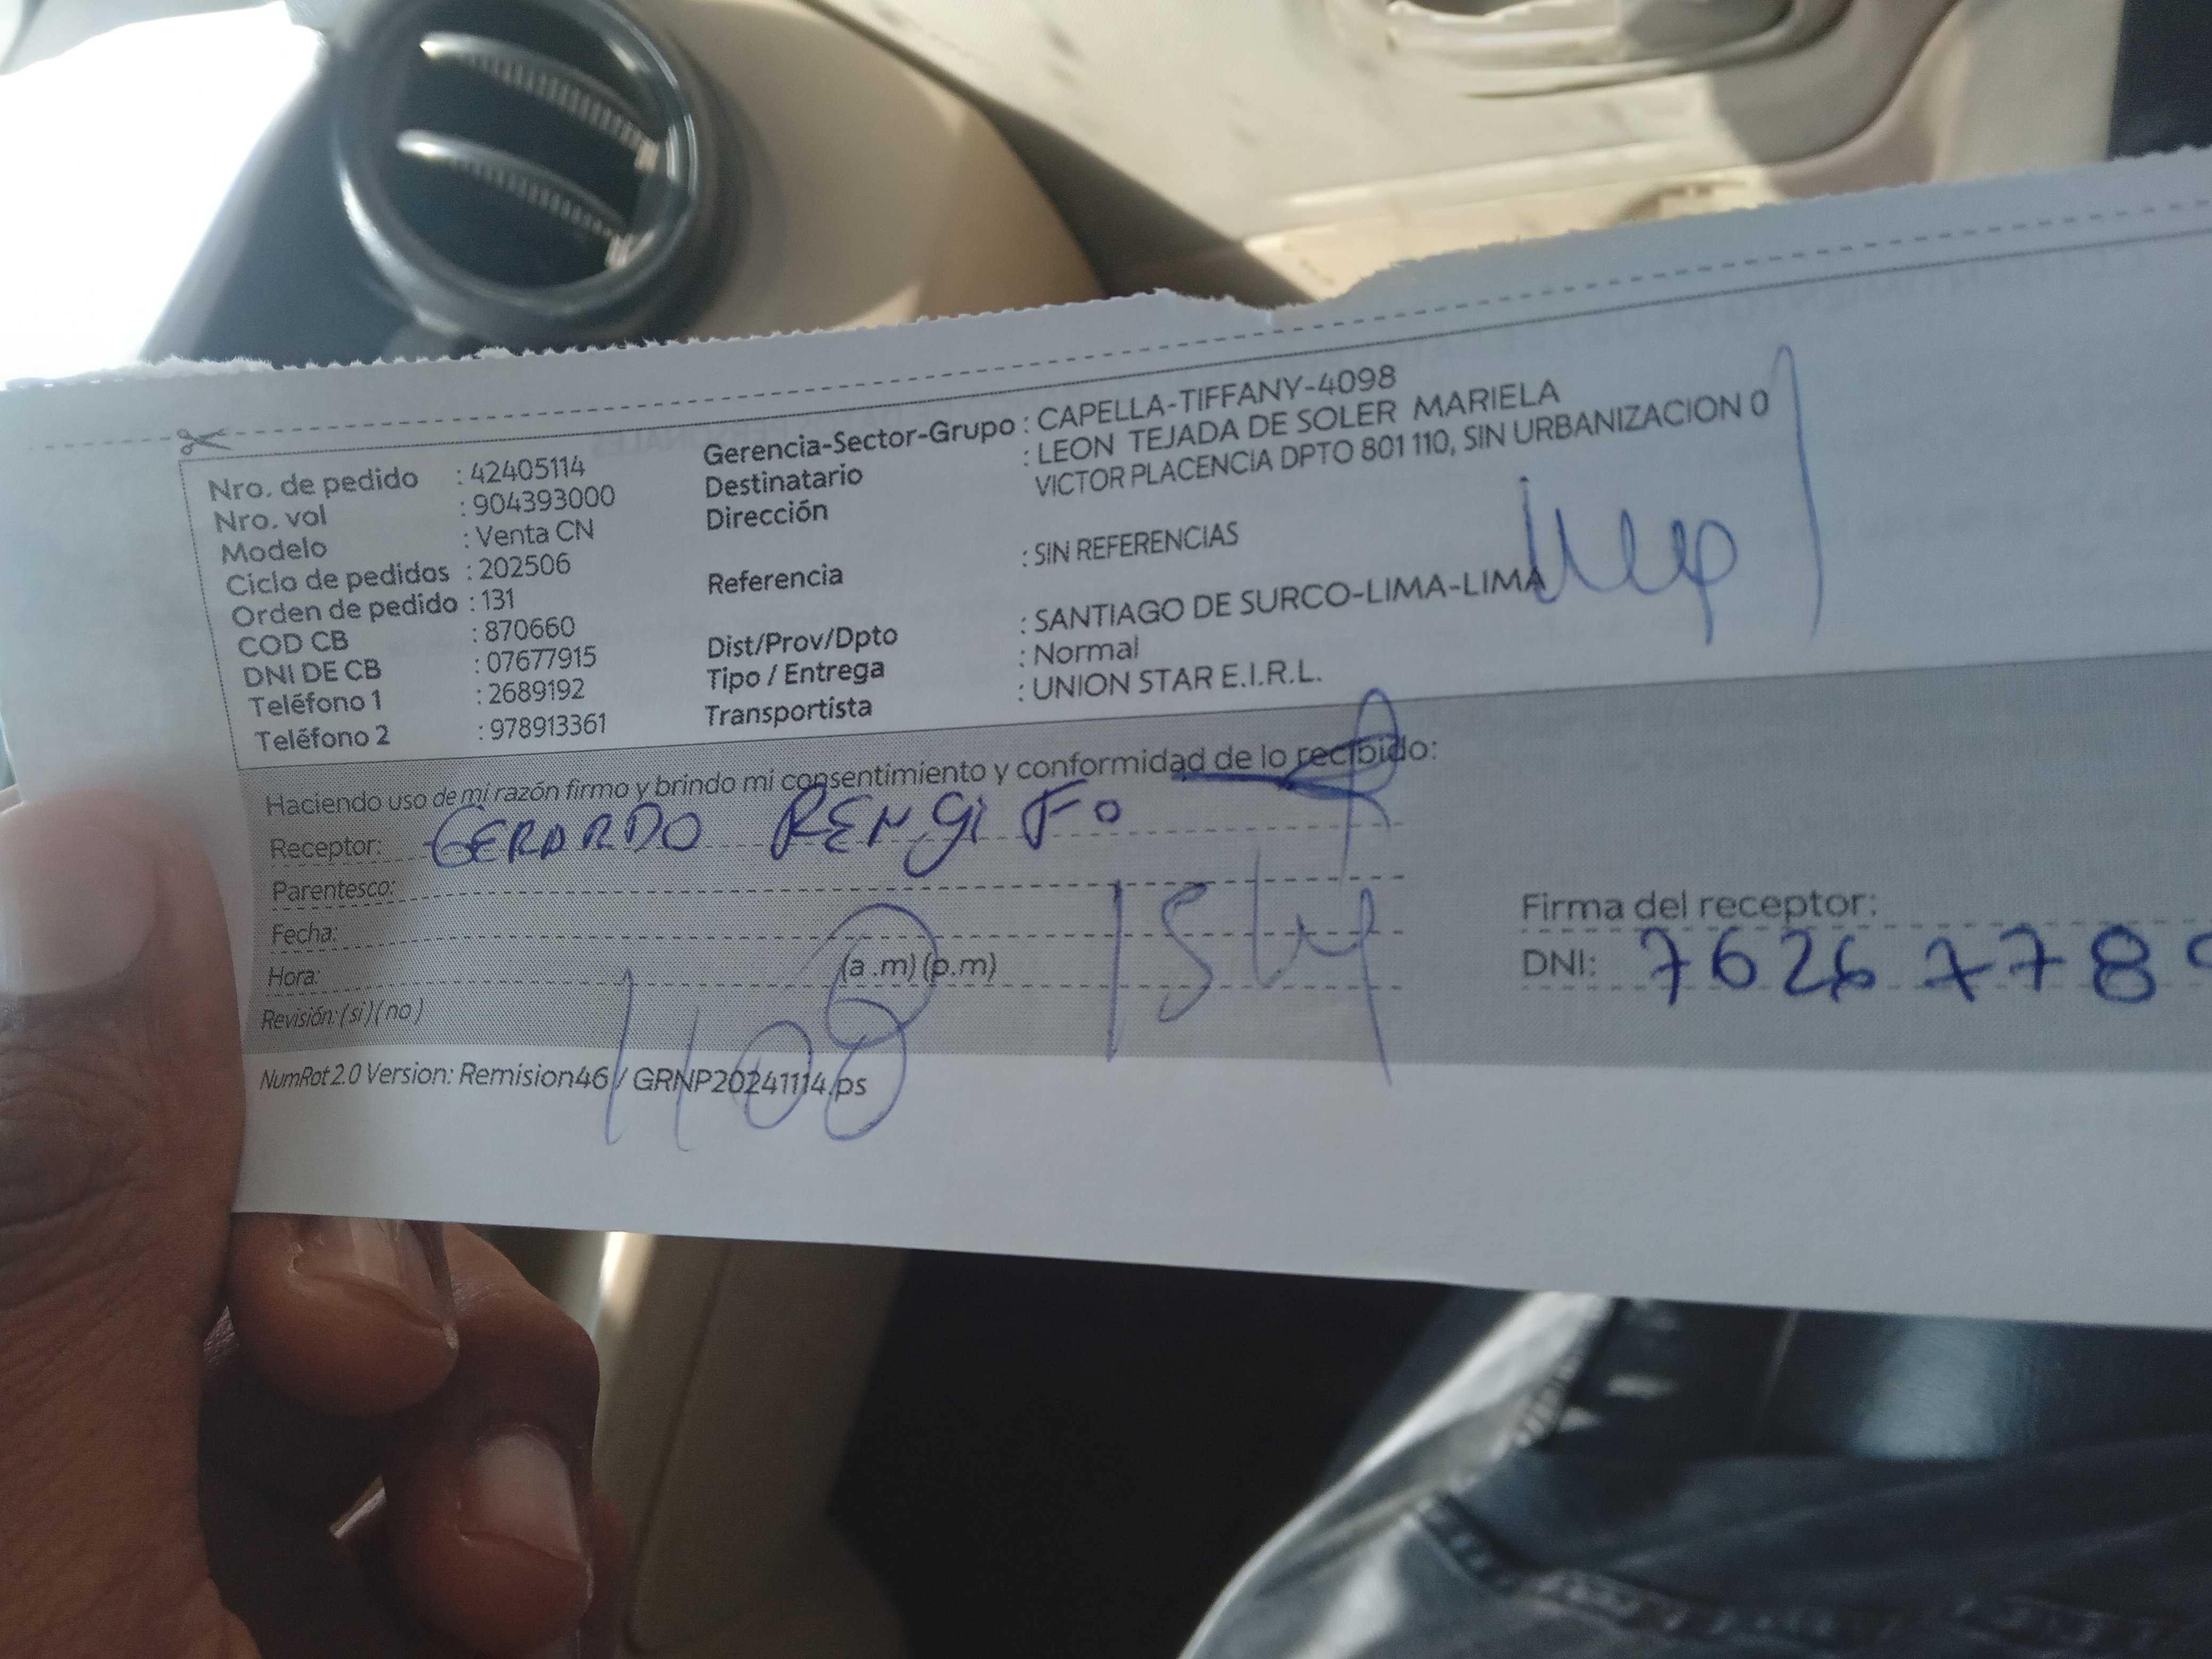 Nro. de pedido : 42405114
Nro. vol : 904393000
Modelo : Venta CN
Ciclo de pedidos : 202506
Orden de pedido : 131
COD CB : 870660
DNI DE CB : 07677915
Teléfono 1 : 2689192
Teléfono 2 : 978913361
Gerencia-Sector-Grupo : CAPELLA-TIFFANY-4098
Destinatario : LEON TEJADA DE SOLER MARIELA
Dirección VICTOR PLACENCIA DPTO 801 110, SIN URBANIZACION 0
Referencia : SIN REFERENCIAS
Dist/Prov/Dpto : SANTIAGO DE SURCO-LIMA-LIMA
Tipo / Entrega : Normal
Transportista : UNION STAR E.I.R.L.
Haciendo uso de mi razón firmo y brindo mi consentimiento y conformidad de lo recibido:
Receptor: GERARDO RENGIFO
Parentesco:
Fecha:
Hora: (a .m) (p.m)
Revisión: (si) (no)
Firma del receptor:
DNI: 7626778
NumRot 2.0 Version: Remision46 / GRNP20241114.ps